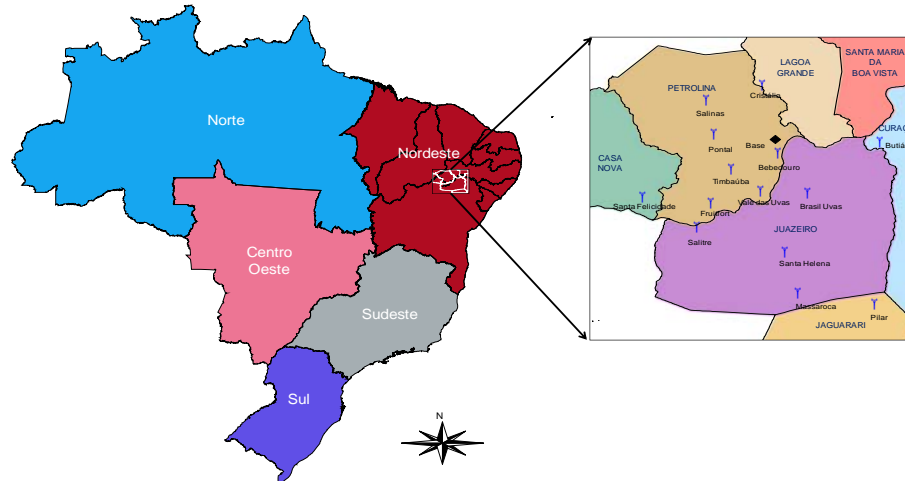 Norte
Nordeste
Centro
Oeste
Sudeste
Sul
N
SANTA MARIA
DA
BOA VISTA
LAGOA
GRANDE
PETROLINA
Cristália
Salinas
CURAÇ
Pontal
Base
Butiá
Bebedouro
CASA
NOVA
Timbaúba
Santa Felicidade
Vale das Uvas
Brasil Uvas
Fruitfort
Salitre
JUAZEIRO
Santa Helena
Massaroca
Pilar
JAGUARARI